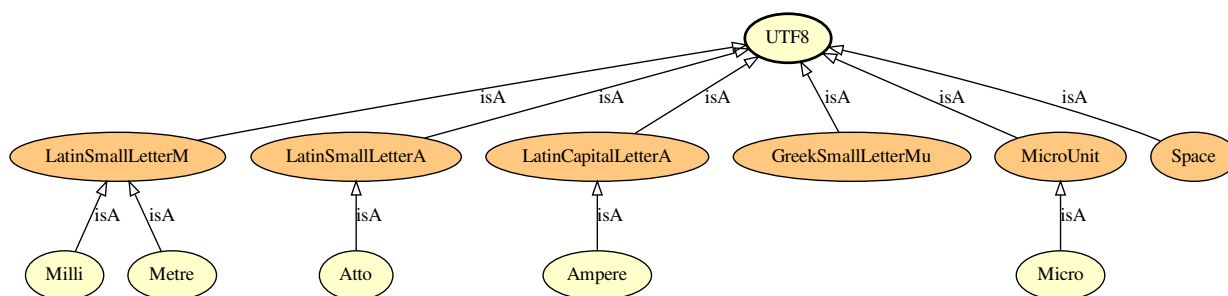 UTF8
isA isA isA isA isA isA
LatinSmallLetterM LatinSmallLetterA LatinCapitalLetterA GreekSmallLetterMu MicroUnit Space
isA isA isA isA isA
Milli Metre Atto Ampere Micro